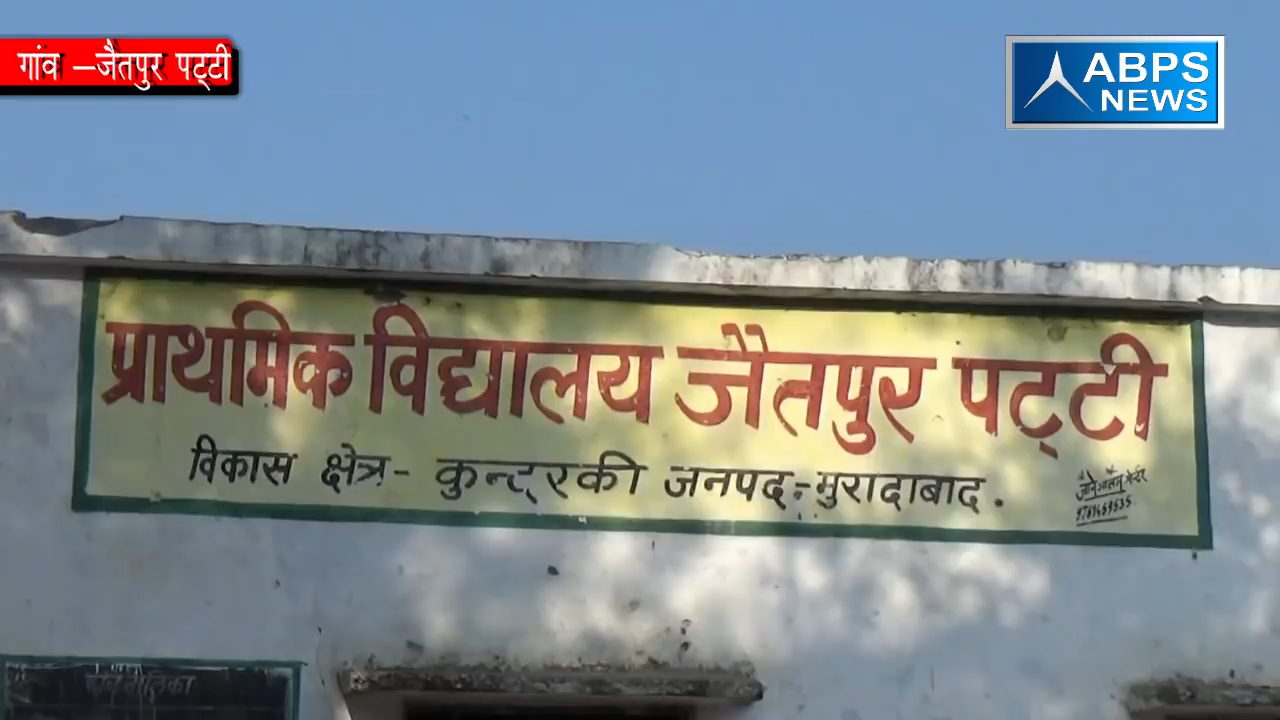 गांव –जैतपुर पट्टी
ABPS
NEWS
प्राथमिक विद्यालय जैतपुर पट्टी
विकास क्षेत्र- कुन्दरकी जनपद:-मुरादाबाद.